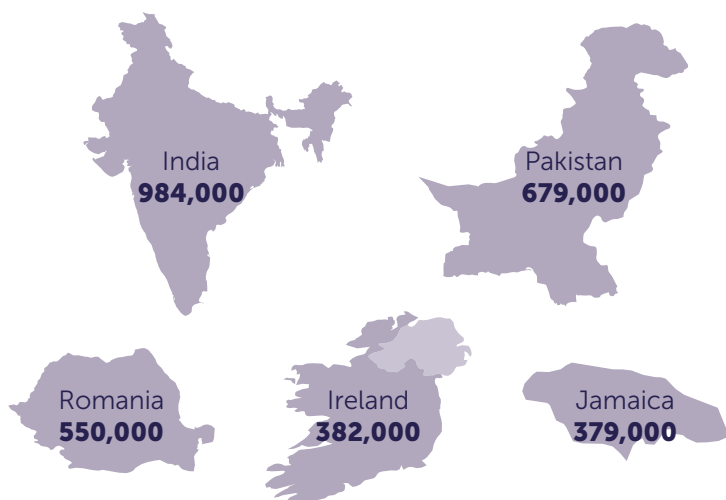 India
984,000
Pakistan
679,000
Romania
550,000
Ireland
382,000
Jamaica
379,000